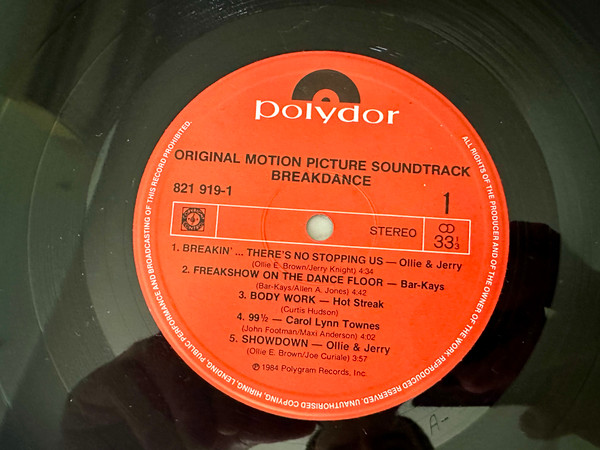 polydor
ORIGINAL MOTION PICTURE SOUNDTRACK
BREAKDANCE
821 919-1
1
STEREO
33⅓
1. BREAKIN' ... THERE'S NO STOPPING US — Ollie & Jerry
(Ollie E. Brown/Jerry Knight) 4:34
2. FREAKSHOW ON THE DANCE FLOOR — Bar-Kays
(Bar-Kays/Allen A. Jones) 4:42
3. BODY WORK — Hot Streak
(Curtis Hudson)
4. 99½ — Carol Lynn Townes
(John Footman/Maxi Anderson) 4:02
5. SHOWDOWN — Ollie & Jerry
(Ollie E. Brown/Joe Curiale) 3:57
℗ 1984 Polygram Records, Inc.
ALL RIGHTS OF THE PRODUCER AND OF THE OWNER OF THE WORK REPRODUCED RESERVED. UNAUTHORISED COPYING, HIRING, LENDING, PUBLIC PERFORMANCE AND BROADCASTING OF THIS RECORD PROHIBITED.
A-